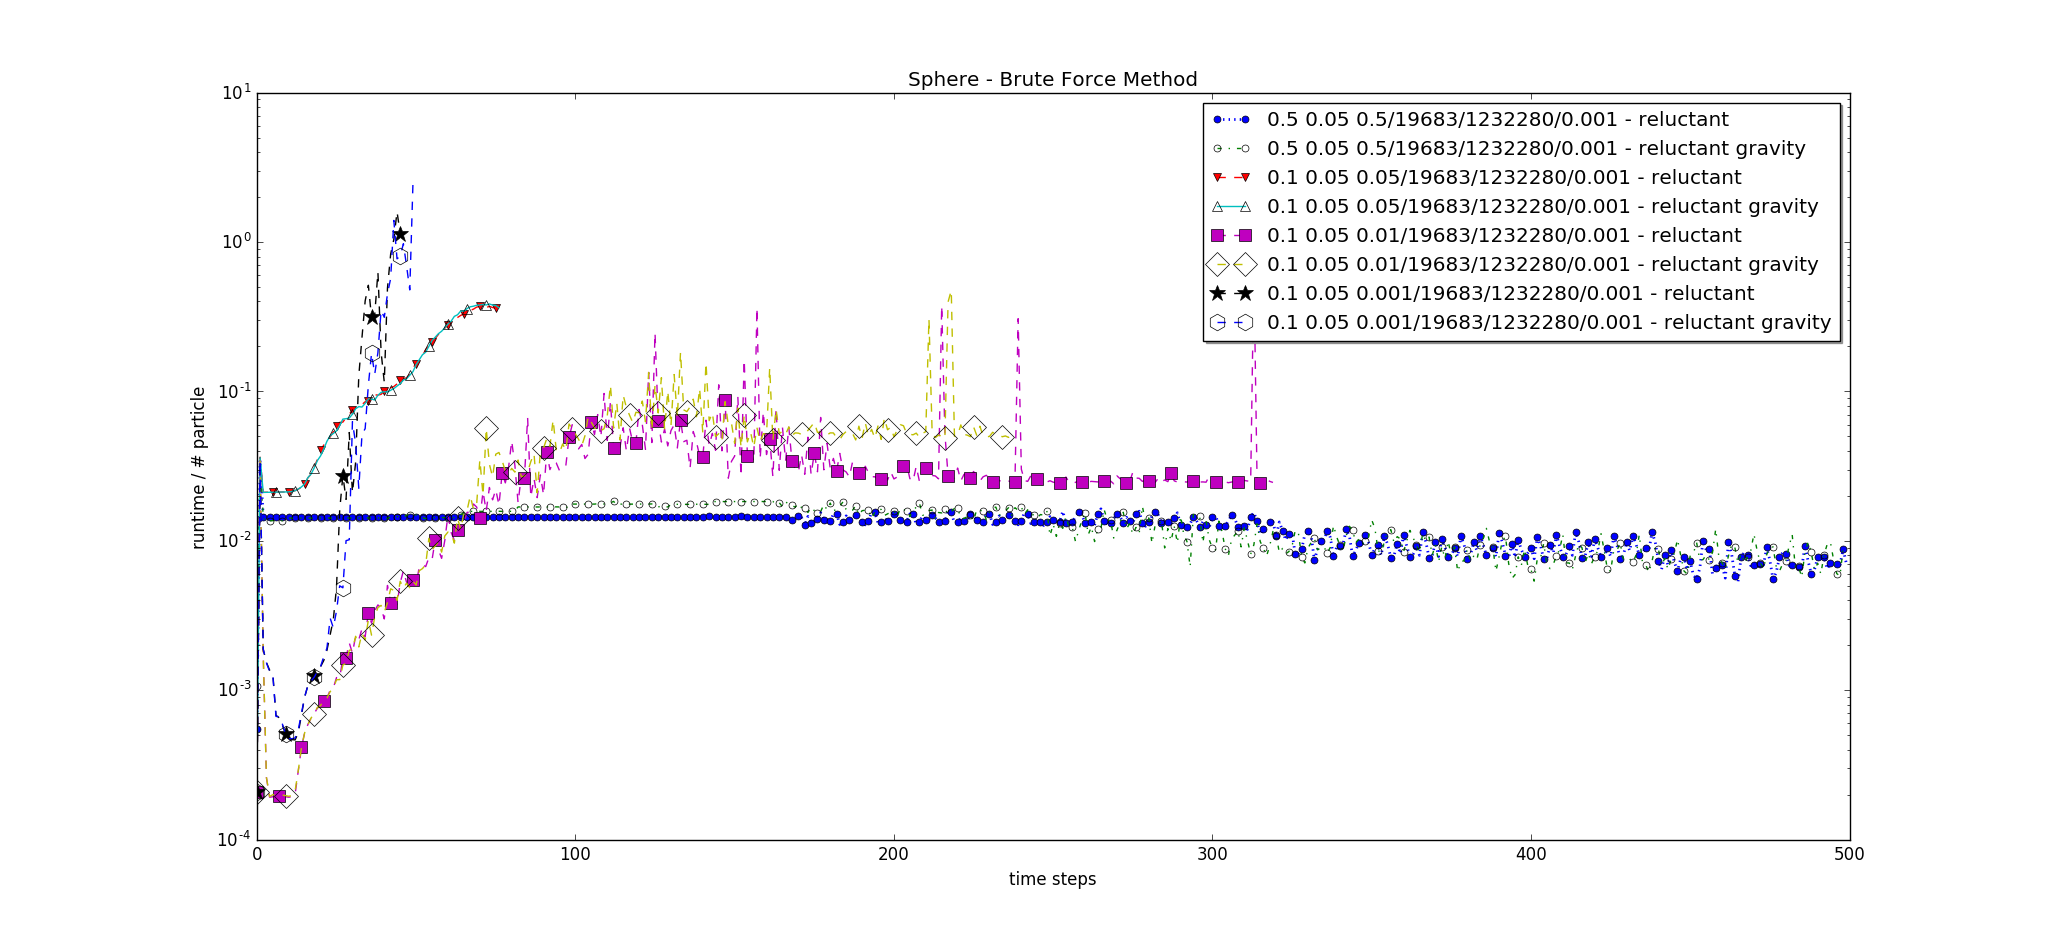 Sphere - Brute Force Method
10^1
10^0
10^-1
10^-2
10^-3
10^-4
runtime / # particle
0.5 0.05 0.5/19683/1232280/0.001 - reluctant
0.5 0.05 0.5/19683/1232280/0.001 - reluctant gravity
0.1 0.05 0.05/19683/1232280/0.001 - reluctant
0.1 0.05 0.05/19683/1232280/0.001 - reluctant gravity
0.1 0.05 0.01/19683/1232280/0.001 - reluctant
0.1 0.05 0.01/19683/1232280/0.001 - reluctant gravity
0.1 0.05 0.001/19683/1232280/0.001 - reluctant
0.1 0.05 0.001/19683/1232280/0.001 - reluctant gravity
0 100 200 300 400 500
time steps